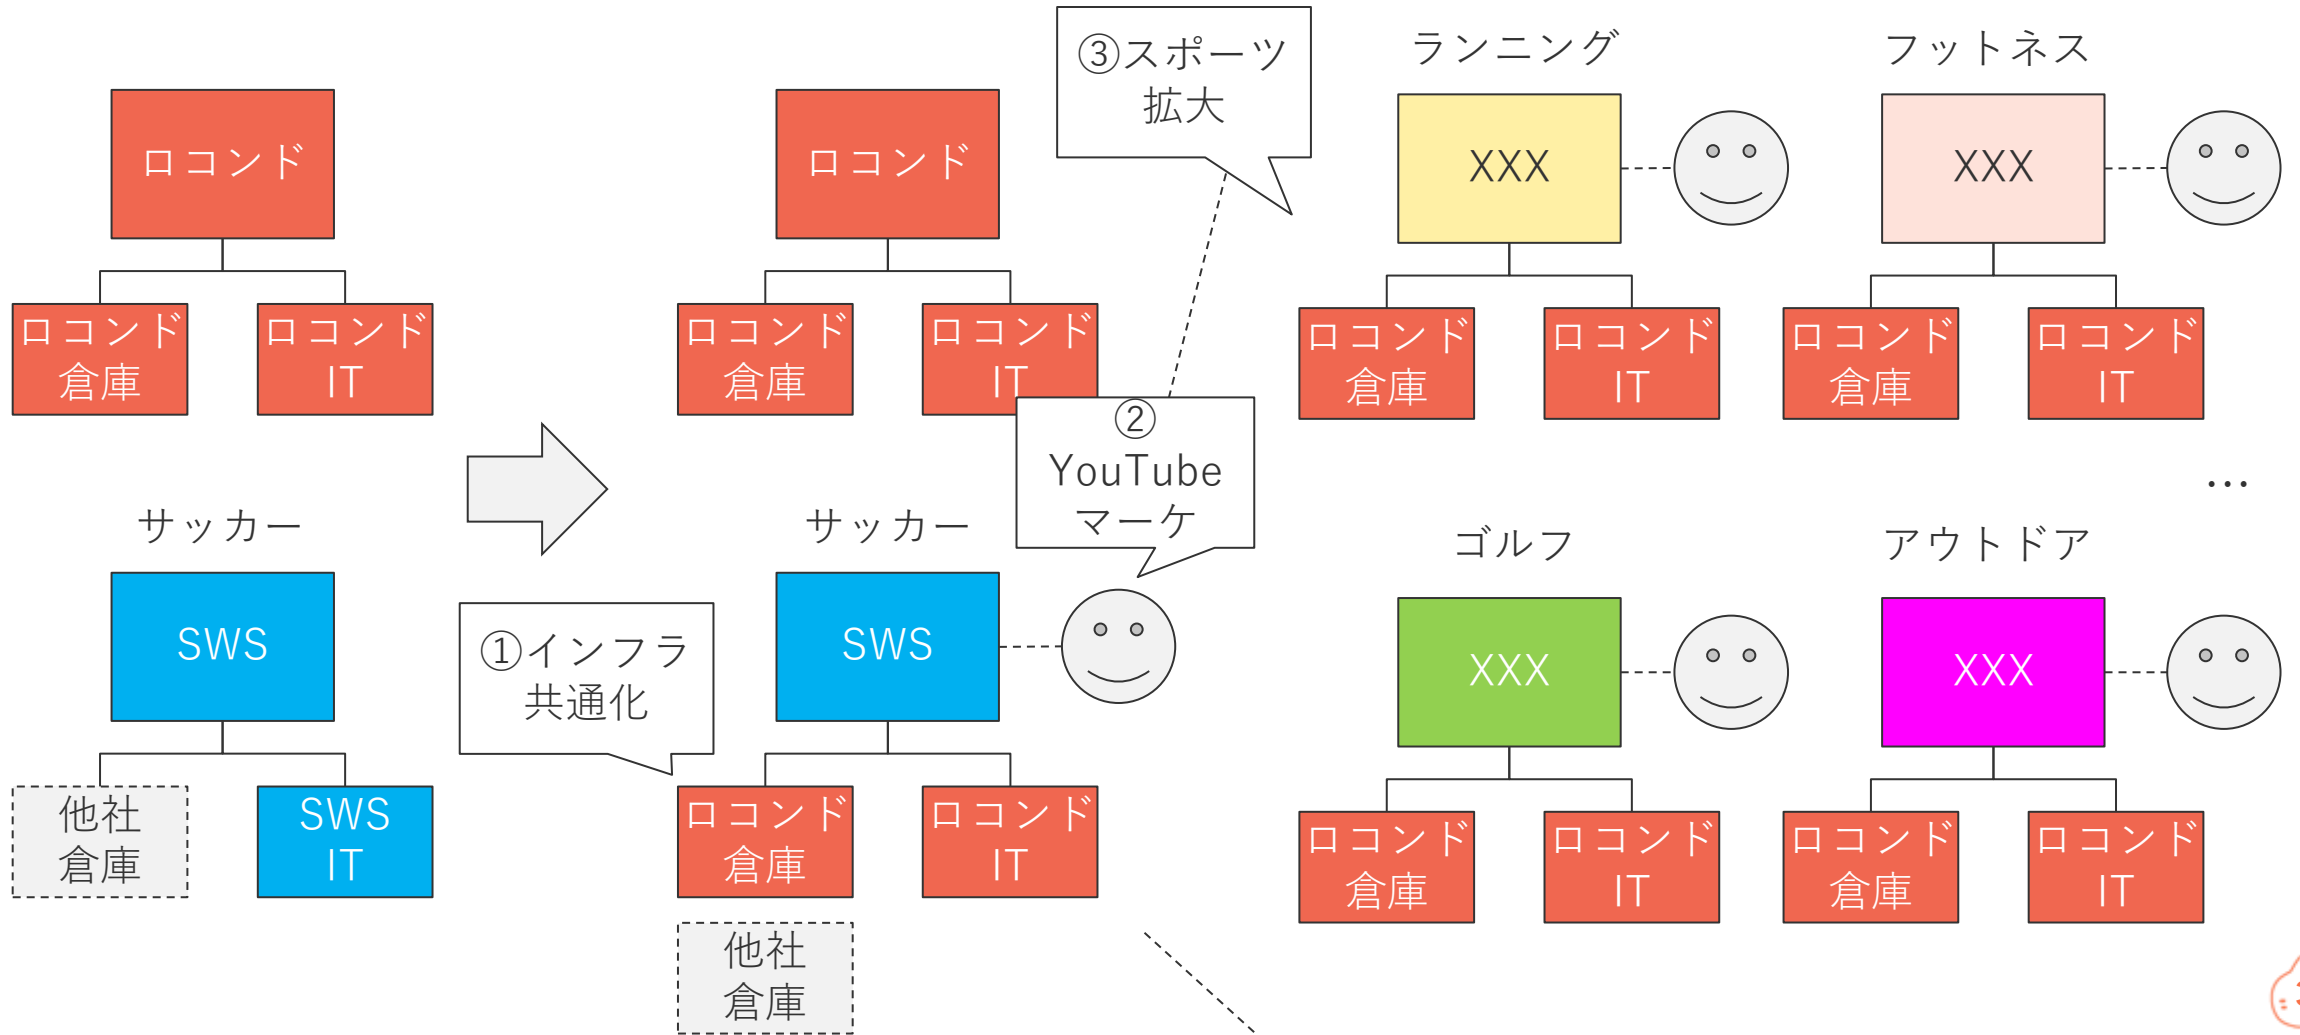 ロコンド
ロコンド
倉庫
ロコンド
IT
サッカー
SWS
他社
倉庫
SWS
IT
①インフラ
共通化
ロコンド
ロコンド
倉庫
ロコンド
IT
サッカー
SWS
ロコンド
倉庫
ロコンド
IT
他社
倉庫
②
YouTube
マーケ
③スポーツ
拡大
ランニング
XXX
ロコンド
倉庫
ロコンド
IT
フットネス
XXX
ロコンド
倉庫
ロコンド
IT
…
ゴルフ
XXX
ロコンド
倉庫
ロコンド
IT
アウトドア
XXX
ロコンド
倉庫
ロコンド
IT